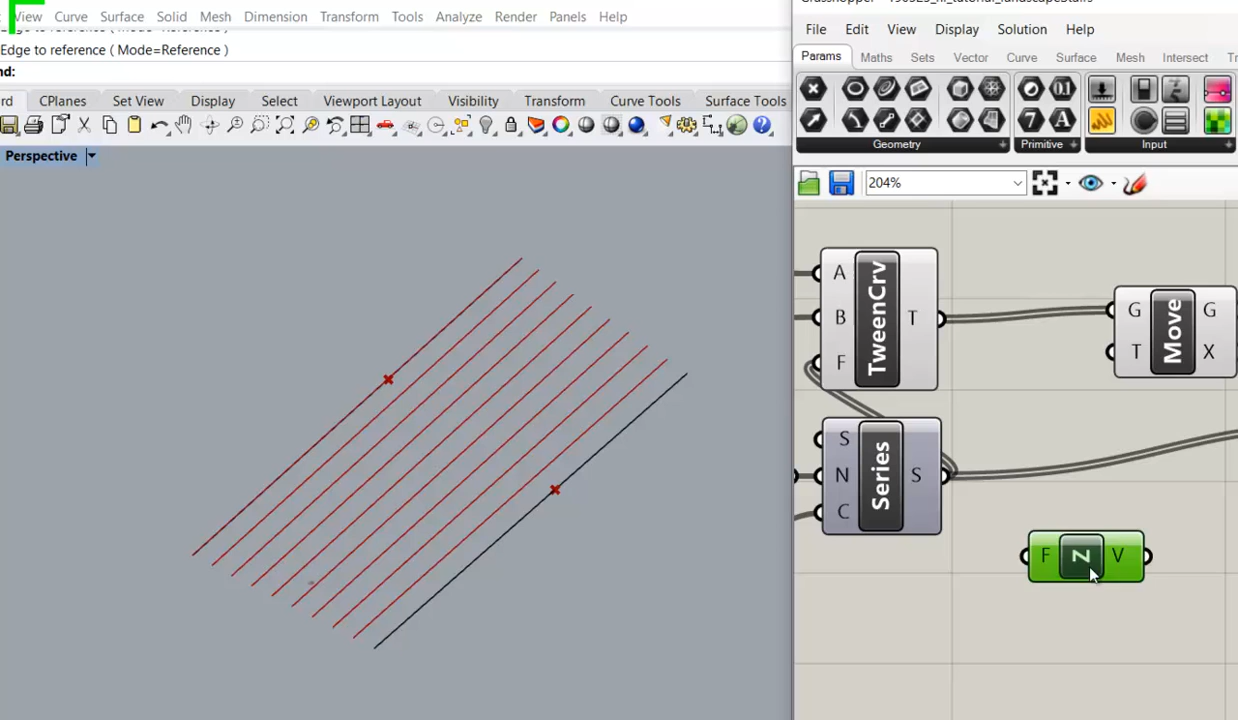 View Curve Surface Solid Mesh Dimension Transform Tools Analyze Render Panels Help
Edge to reference ( Mode=Reference )
nd:
rd CPlanes Set View Display Select Viewport Layout Visibility Transform Curve Tools Surface Tools
Perspective
File Edit View Display Solution Help
Params Maths Sets Vector Curve Surface Mesh Intersect Tr
Geometry Primitive Input
204%
A
B
F
TweenCrv
T
G
T
Move
G
X
S
N
C
Series
S
F
Z
V